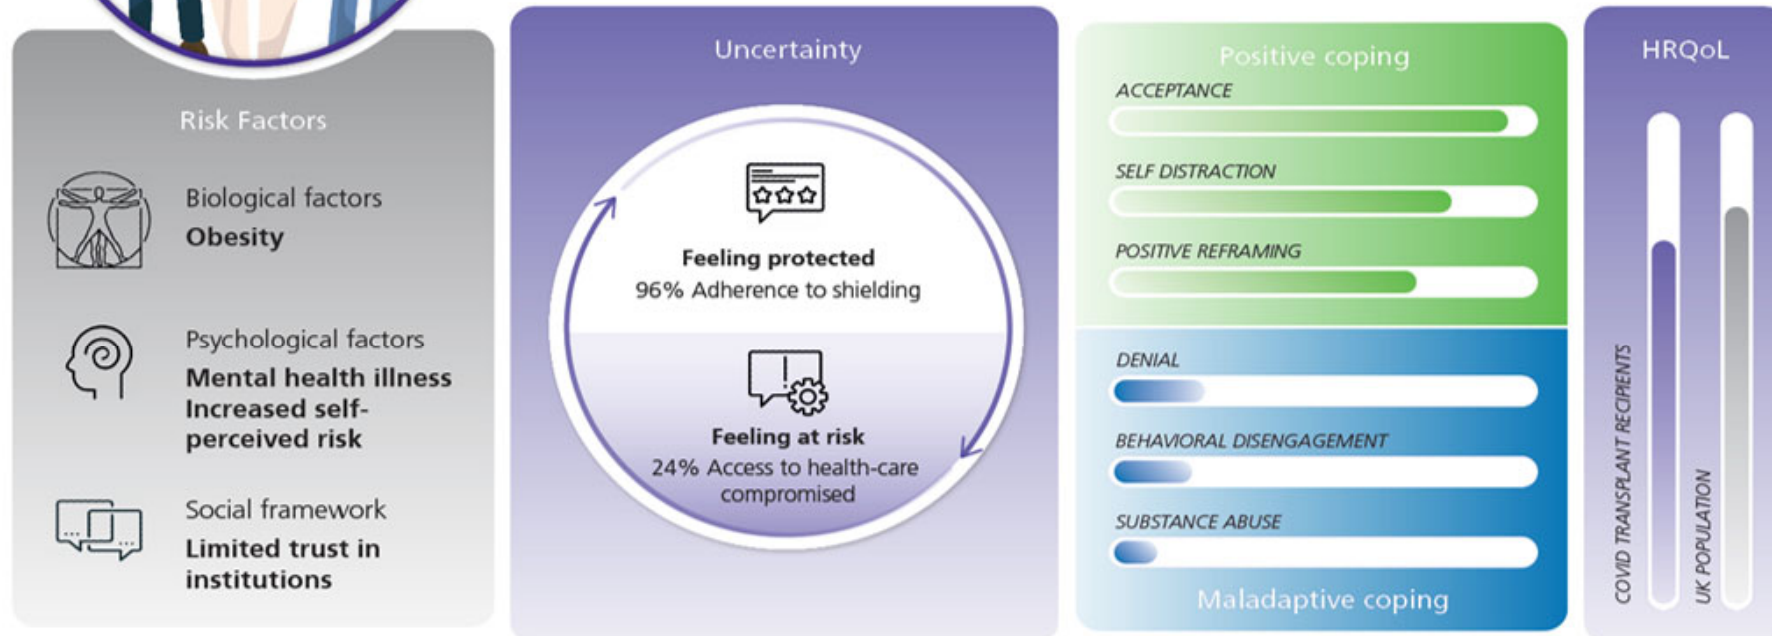 Risk Factors
Biological factors
Obesity
Psychological factors
Mental health illness
Increased self-
perceived risk
Social framework
Limited trust in
institutions
Uncertainty
Feeling protected
96% Adherence to shielding
Feeling at risk
24% Access to health-care
compromised
Positive coping
ACCEPTANCE
SELF DISTRACTION
POSITIVE REFRAMING
DENIAL
BEHAVIORAL DISENGAGEMENT
SUBSTANCE ABUSE
Maladaptive coping
HRQoL
COVID TRANSPLANT RECIPIENTS
UK POPULATION